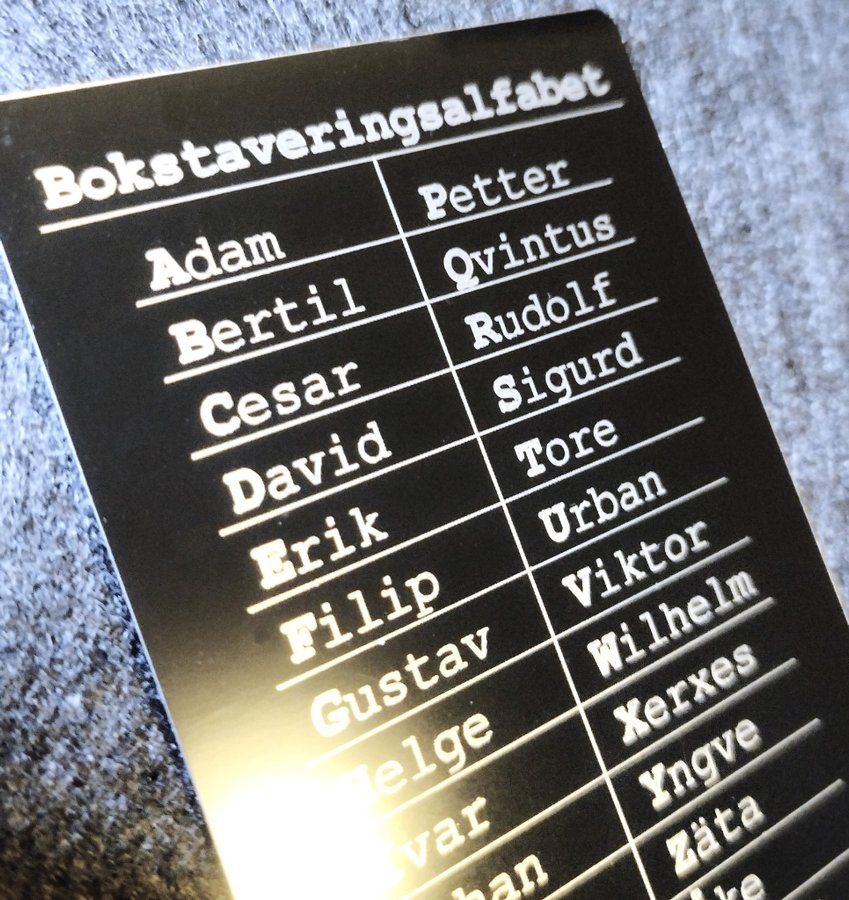 Bokstaveringsalfabet
Adam
Bertil
Cesar
David
Erik
Filip
Gustav
Helge
Petter
Qvintus
Rudolf
Sigurd
Tore
Urban
Viktor
Wilhelm
Xerxes
Yngve
Zäta